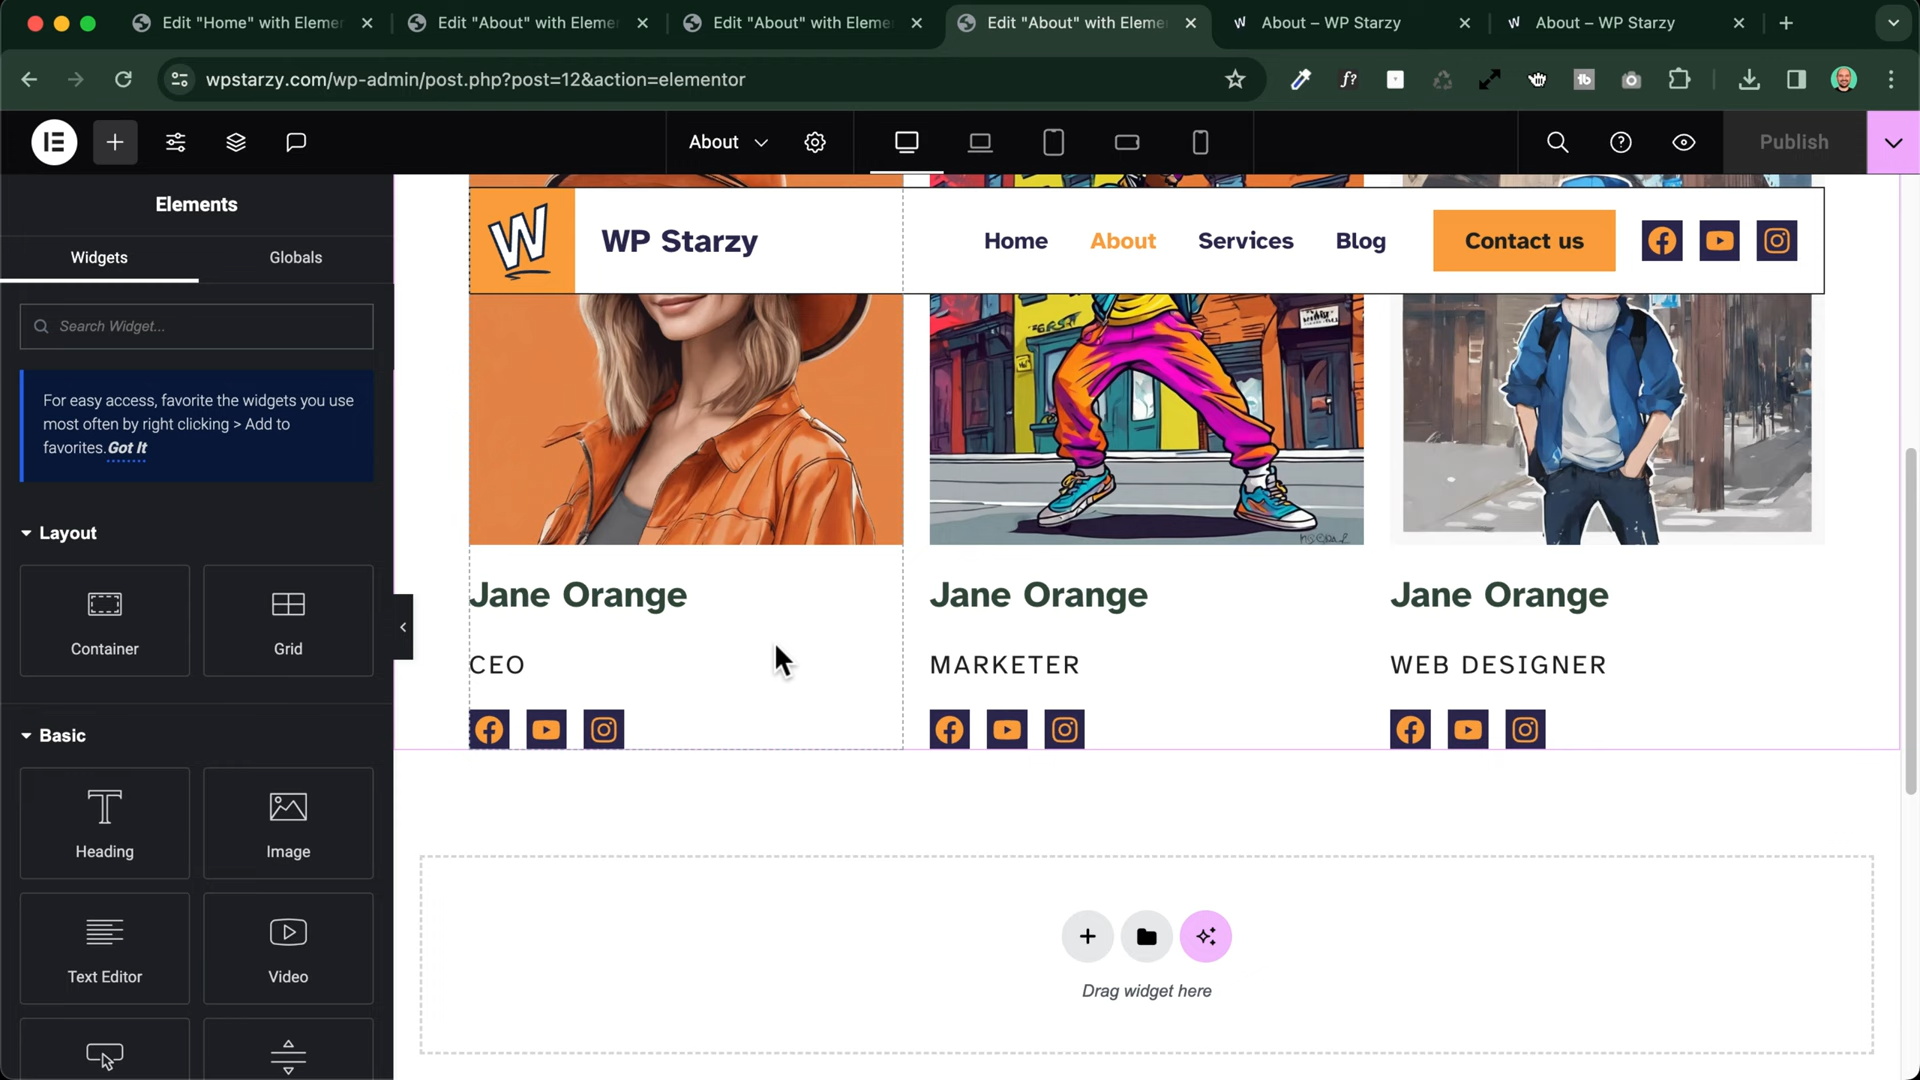 Edit "Home" with Elemer
Edit "About" with Elemer
Edit "About" with Eleme
Edit "About" with Eleme
About – WP Starzy
About – WP Starzy
wpstarzy.com/wp-admin/post.php?post=12&action=elementor
f?
tb
About
Publish
Elements
Widgets
Globals
Search Widget...
For easy access, favorite the widgets you use
most often by right clicking > Add to
favorites. Got It
Layout
Container
Grid
Basic
Heading
Image
Text Editor
Video
W
WP Starzy
Home
About
Services
Blog
Contact us
Jane Orange
Jane Orange
Jane Orange
CEO
MARKETER
WEB DESIGNER
Drag widget here